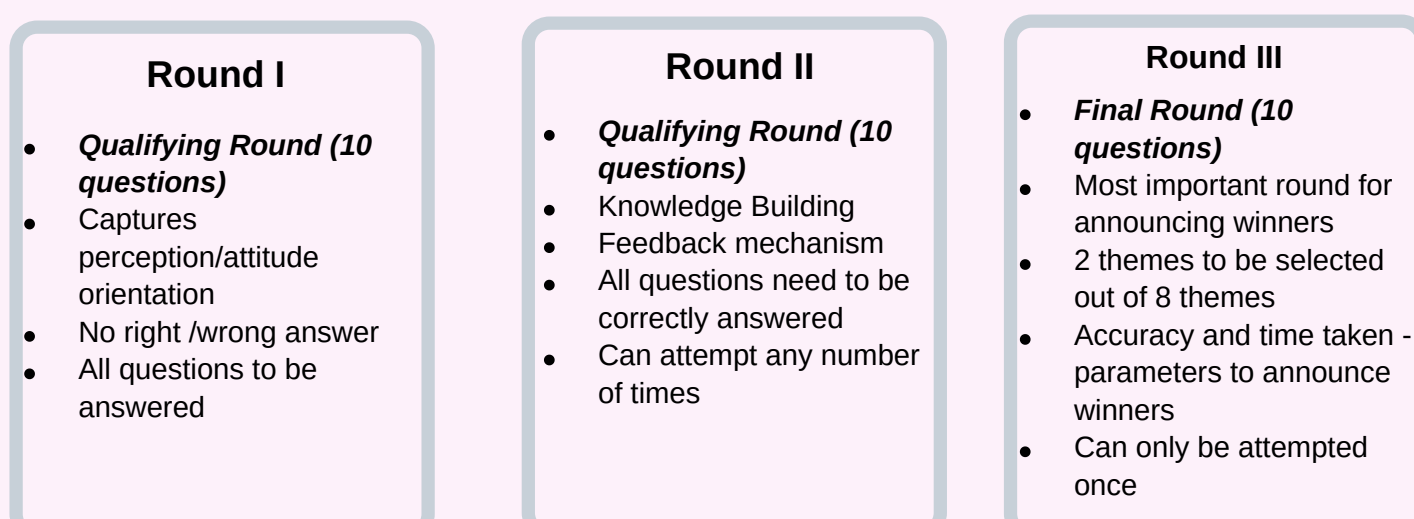 Round I
• Qualifying Round (10
questions)
• Captures
perception/attitude
orientation
• No right /wrong answer
• All questions to be
answered
Round II
• Qualifying Round (10
questions)
• Knowledge Building
• Feedback mechanism
• All questions need to be
correctly answered
• Can attempt any number
of times
Round III
• Final Round (10
questions)
• Most important round for
announcing winners
• 2 themes to be selected
out of 8 themes
• Accuracy and time taken -
parameters to announce
winners
• Can only be attempted
once